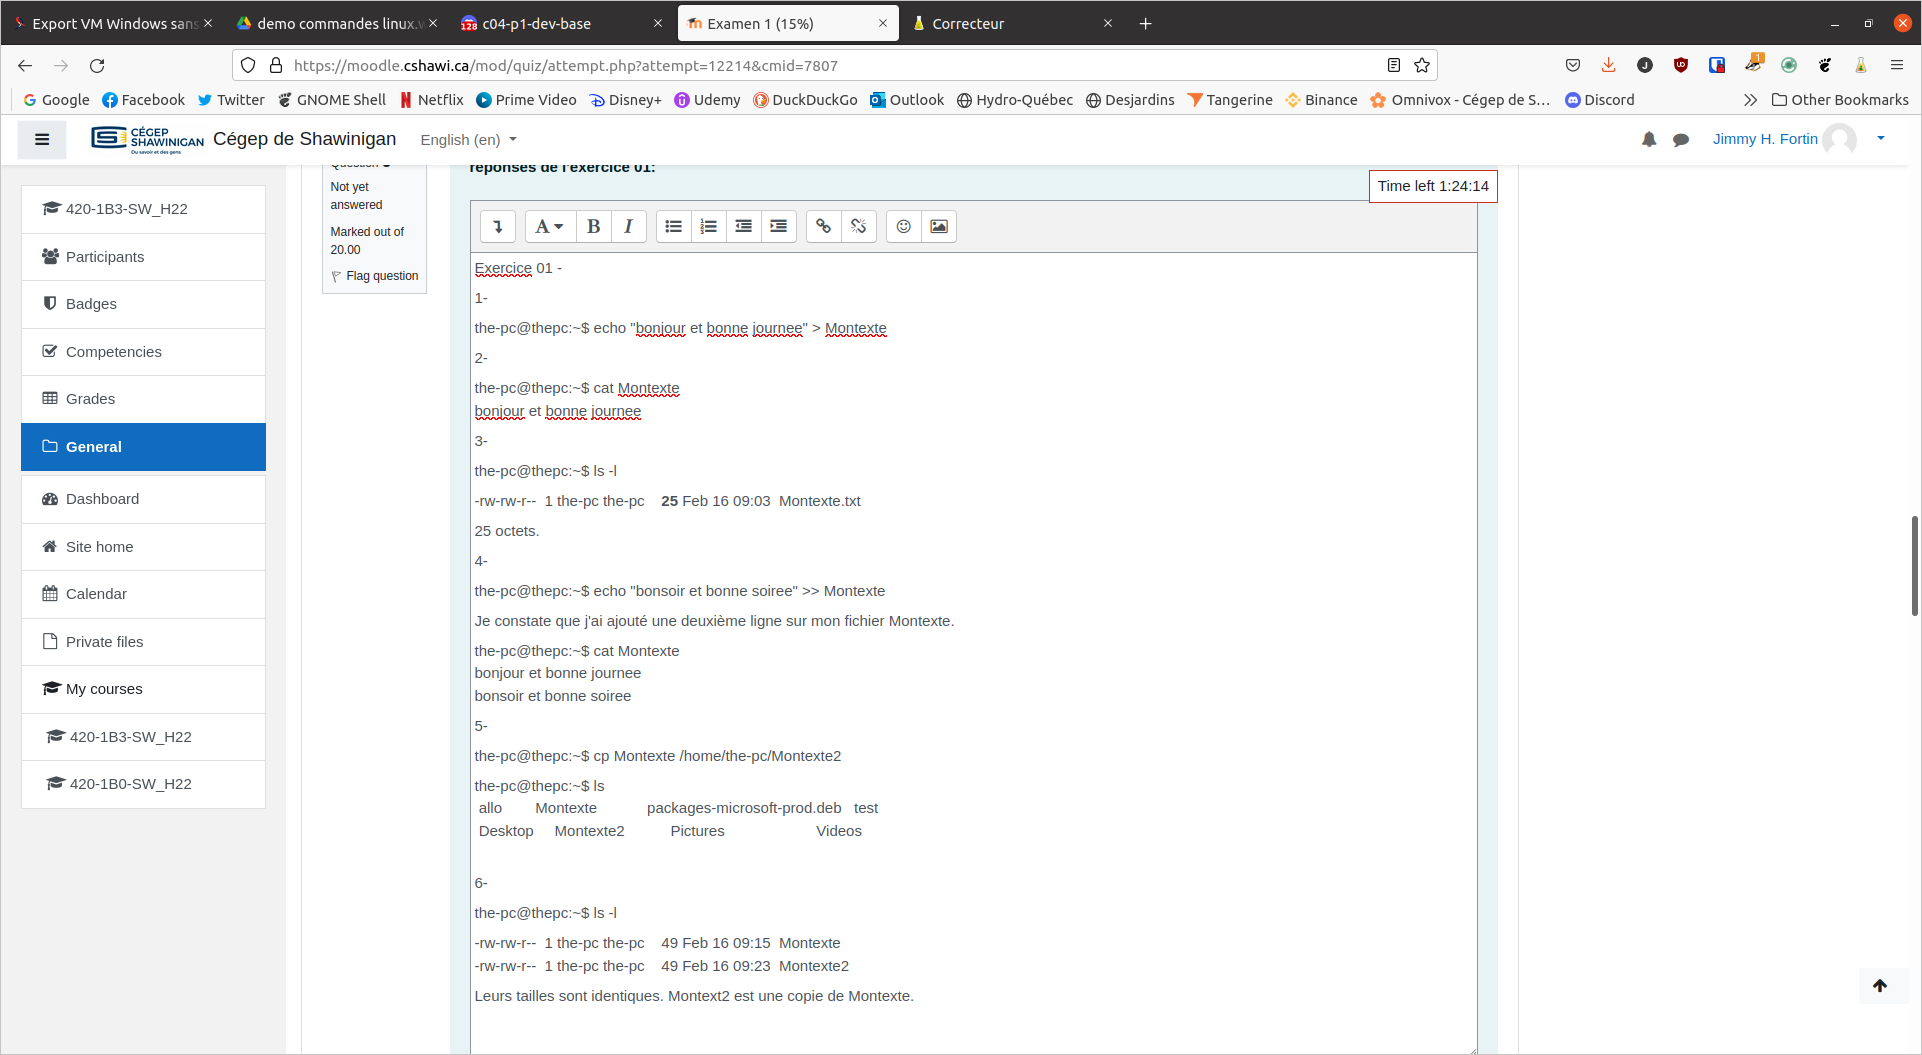 Export VM Windows sans
demo commandes linux.
c04-p1-dev-base
Examen 1 (15%)
Correcteur
https://moodle.cshawi.ca/mod/quiz/attempt.php?attempt=12214&cmid=7807
Google
Facebook
Twitter
GNOME Shell
Netflix
Prime Video
Disney+
Udemy
DuckDuckGo
Outlook
Hydro-Québec
Desjardins
Tangerine
Binance
Omnivox - Cégep de S…
Discord
Other Bookmarks
CÉGEP
SHAWINIGAN
Du savoir et des gens
Cégep de Shawinigan
English (en)
Jimmy H. Fortin
420-1B3-SW_H22
Participants
Badges
Competencies
Grades
General
Dashboard
Site home
Calendar
Private files
My courses
420-1B3-SW_H22
420-1B0-SW_H22
Not yet
answered
Marked out of
20.00
Flag question
réponses de l'exercice 01:
Time left 1:24:14
Exercice 01 -
1-
the-pc@thepc:~$ echo "bonjour et bonne journee" > Montexte
2-
the-pc@thepc:~$ cat Montexte
bonjour et bonne journee
3-
the-pc@thepc:~$ ls -l
-rw-rw-r-- 1 the-pc the-pc 25 Feb 16 09:03 Montexte.txt
25 octets.
4-
the-pc@thepc:~$ echo "bonsoir et bonne soiree" >> Montexte
Je constate que j'ai ajouté une deuxième ligne sur mon fichier Montexte.
the-pc@thepc:~$ cat Montexte
bonjour et bonne journee
bonsoir et bonne soiree
5-
the-pc@thepc:~$ cp Montexte /home/the-pc/Montexte2
the-pc@thepc:~$ ls
allo Montexte packages-microsoft-prod.deb test
Desktop Montexte2 Pictures Videos
6-
the-pc@thepc:~$ ls -l
-rw-rw-r-- 1 the-pc the-pc 49 Feb 16 09:15 Montexte
-rw-rw-r-- 1 the-pc the-pc 49 Feb 16 09:23 Montexte2
Leurs tailles sont identiques. Montext2 est une copie de Montexte.